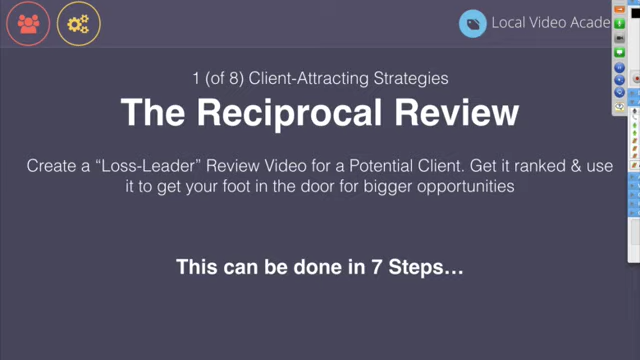 Local Video Acade
1 (of 8) Client-Attracting Strategies
The Reciprocal Review
Create a “Loss-Leader” Review Video for a Potential Client. Get it ranked & use
it to get your foot in the door for bigger opportunities
This can be done in 7 Steps…